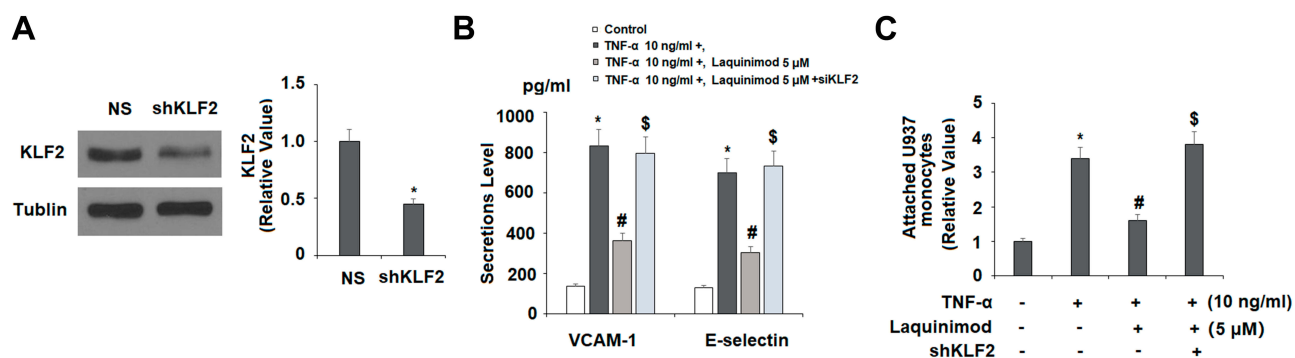 A
NS shKLF2
KLF2
Tublin
KLF2
(Relative Value)
1.5
1.0
0.5
0
*
NS shKLF2
B
Control
TNF-α 10 ng/ml +,
TNF-α 10 ng/ml +, Laquinimod 5 μM
TNF-α 10 ng/ml +, Laquinimod 5 μM +siKLF2
pg/ml
Secretions Level
1000
800
600
400
200
0
* # $ * # $
VCAM-1 E-selectin
C
Attached U937
monocytes
(Relative Value)
5
4
3
2
1
0
* # $
TNF-α - + + + (10 ng/ml)
Laquinimod - - + + (5 μM)
shKLF2 - - - +